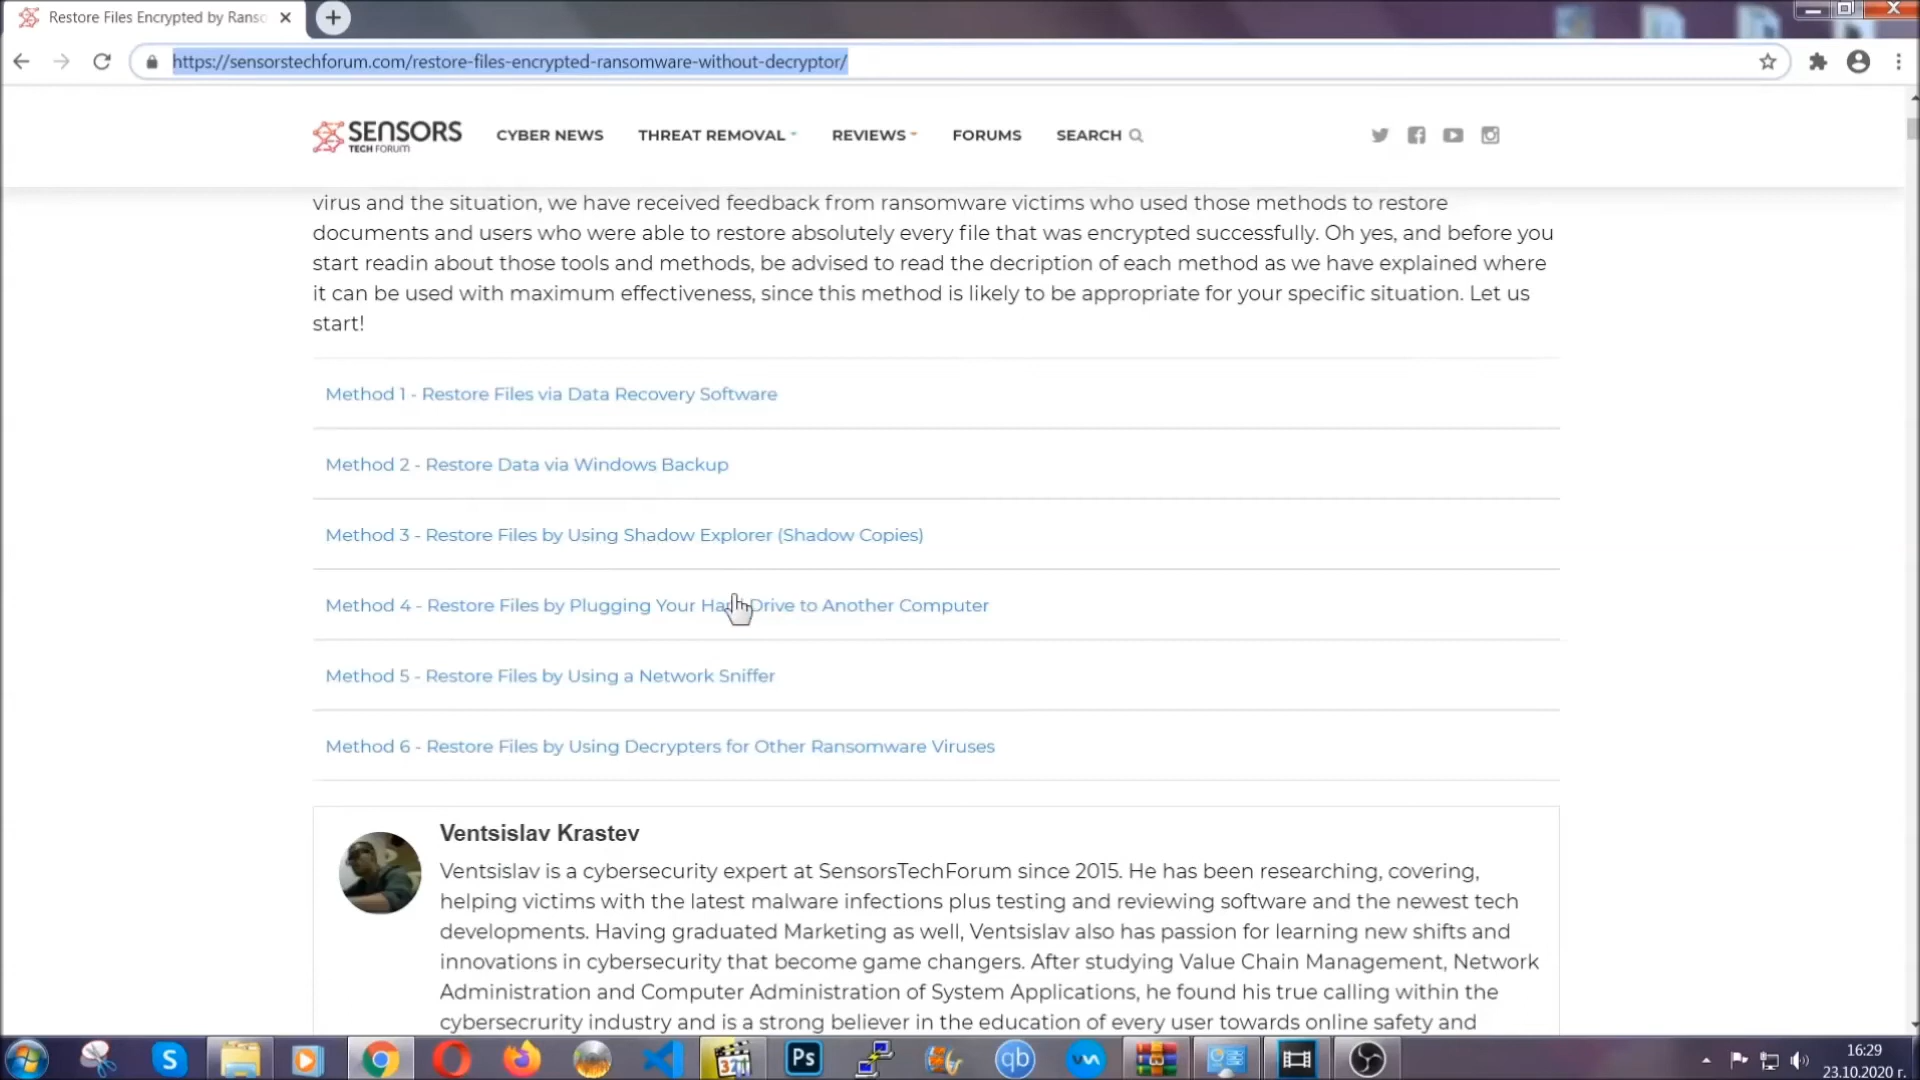 Restore Files Encrypted by Ranso
https://sensorstechforum.com/restore-files-encrypted-ransomware-without-decryptor/
SENSORS
TECH FORUM
CYBER NEWS
THREAT REMOVAL
REVIEWS
FORUMS
SEARCH
virus and the situation, we have received feedback from ransomware victims who used those methods to restore
documents and users who were able to restore absolutely every file that was encrypted successfully. Oh yes, and before you
start readin about those tools and methods, be advised to read the decription of each method as we have explained where
it can be used with maximum effectiveness, since this method is likely to be appropriate for your specific situation. Let us
start!
Method 1 - Restore Files via Data Recovery Software
Method 2 - Restore Data via Windows Backup
Method 3 - Restore Files by Using Shadow Explorer (Shadow Copies)
Method 4 - Restore Files by Plugging Your Hard Drive to Another Computer
Method 5 - Restore Files by Using a Network Sniffer
Method 6 - Restore Files by Using Decrypters for Other Ransomware Viruses
Ventsislav Krastev
Ventsislav is a cybersecurity expert at SensorsTechForum since 2015. He has been researching, covering,
helping victims with the latest malware infections plus testing and reviewing software and the newest tech
developments. Having graduated Marketing as well, Ventsislav also has passion for learning new shifts and
innovations in cybersecurity that become game changers. After studying Value Chain Management, Network
Administration and Computer Administration of System Applications, he found his true calling within the
cybersecrurity industry and is a strong believer in the education of every user towards online safety and
S
321
Ps
qb
16:29
23.10.2020 г.